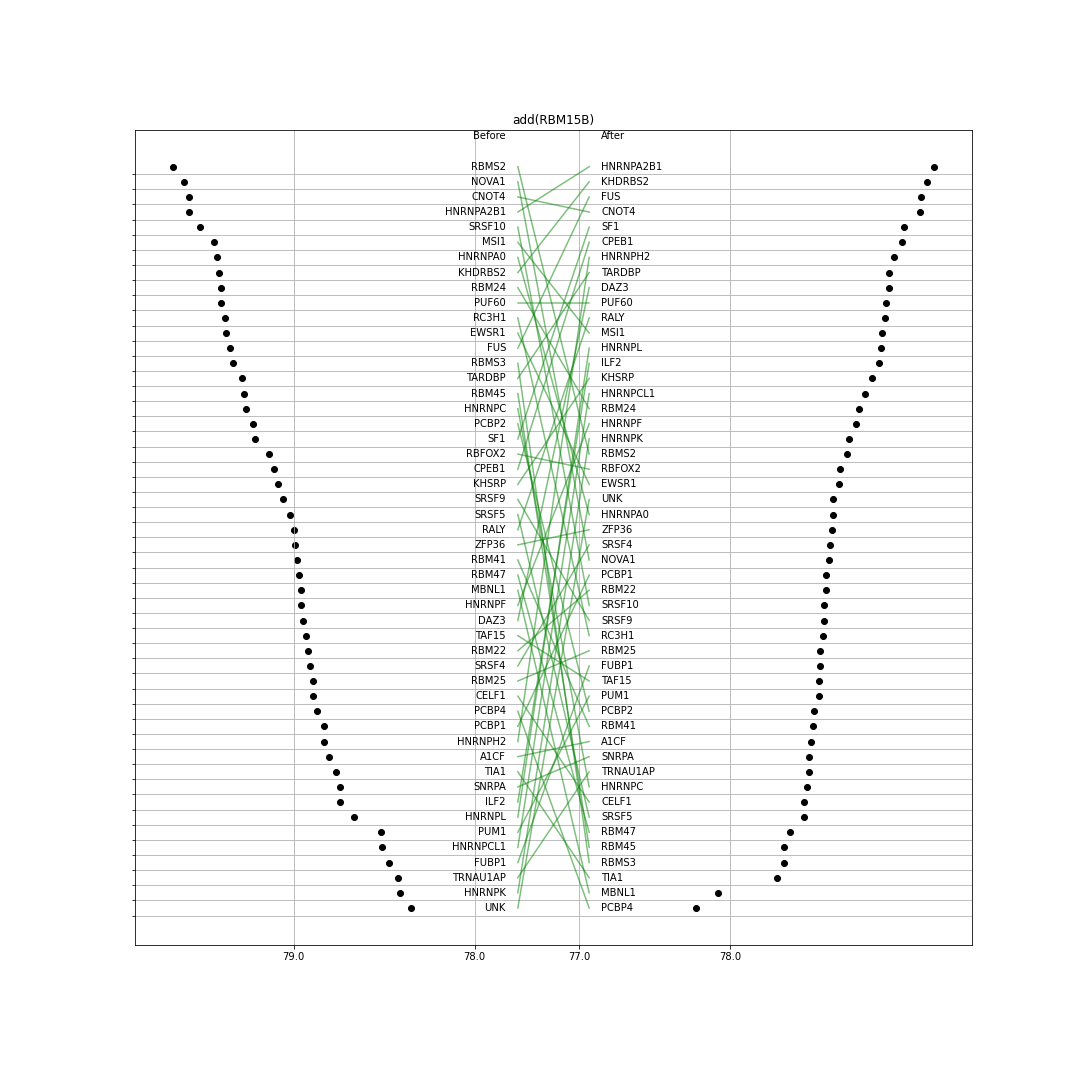 add(RBM15B)
Before After
RBMS2 HNRNPA2B1
NOVA1 KHDRBS2
CNOT4 FUS
HNRNPA2B1 CNOT4
SRSF10 SF1
MSI1 CPEB1
HNRNPA0 HNRNPH2
KHDRBS2 TARDBP
RBM24 DAZ3
PUF60 PUF60
RC3H1 RALY
EWSR1 MSI1
FUS HNRNPL
RBMS3 ILF2
TARDBP KHSRP
RBM45 HNRNPCL1
HNRNPC RBM24
PCBP2 HNRNPF
SF1 HNRNPK
RBFOX2 RBMS2
CPEB1 RBFOX2
KHSRP EWSR1
SRSF9 UNK
SRSF5 HNRNPA0
RALY ZFP36
ZFP36 SRSF4
RBM41 NOVA1
RBM47 PCBP1
MBNL1 RBM22
HNRNPF SRSF10
DAZ3 SRSF9
TAF15 RC3H1
RBM22 RBM25
SRSF4 FUBP1
RBM25 TAF15
CELF1 PUM1
PCBP4 PCBP2
PCBP1 RBM41
HNRNPH2 A1CF
A1CF SNRPA
TIA1 TRNAU1AP
SNRPA HNRNPC
ILF2 CELF1
HNRNPL SRSF5
PUM1 RBM47
HNRNPCL1 RBM45
FUBP1 RBMS3
TRNAU1AP TIA1
HNRNPK MBNL1
UNK PCBP4
79.0 78.0 77.0 78.0